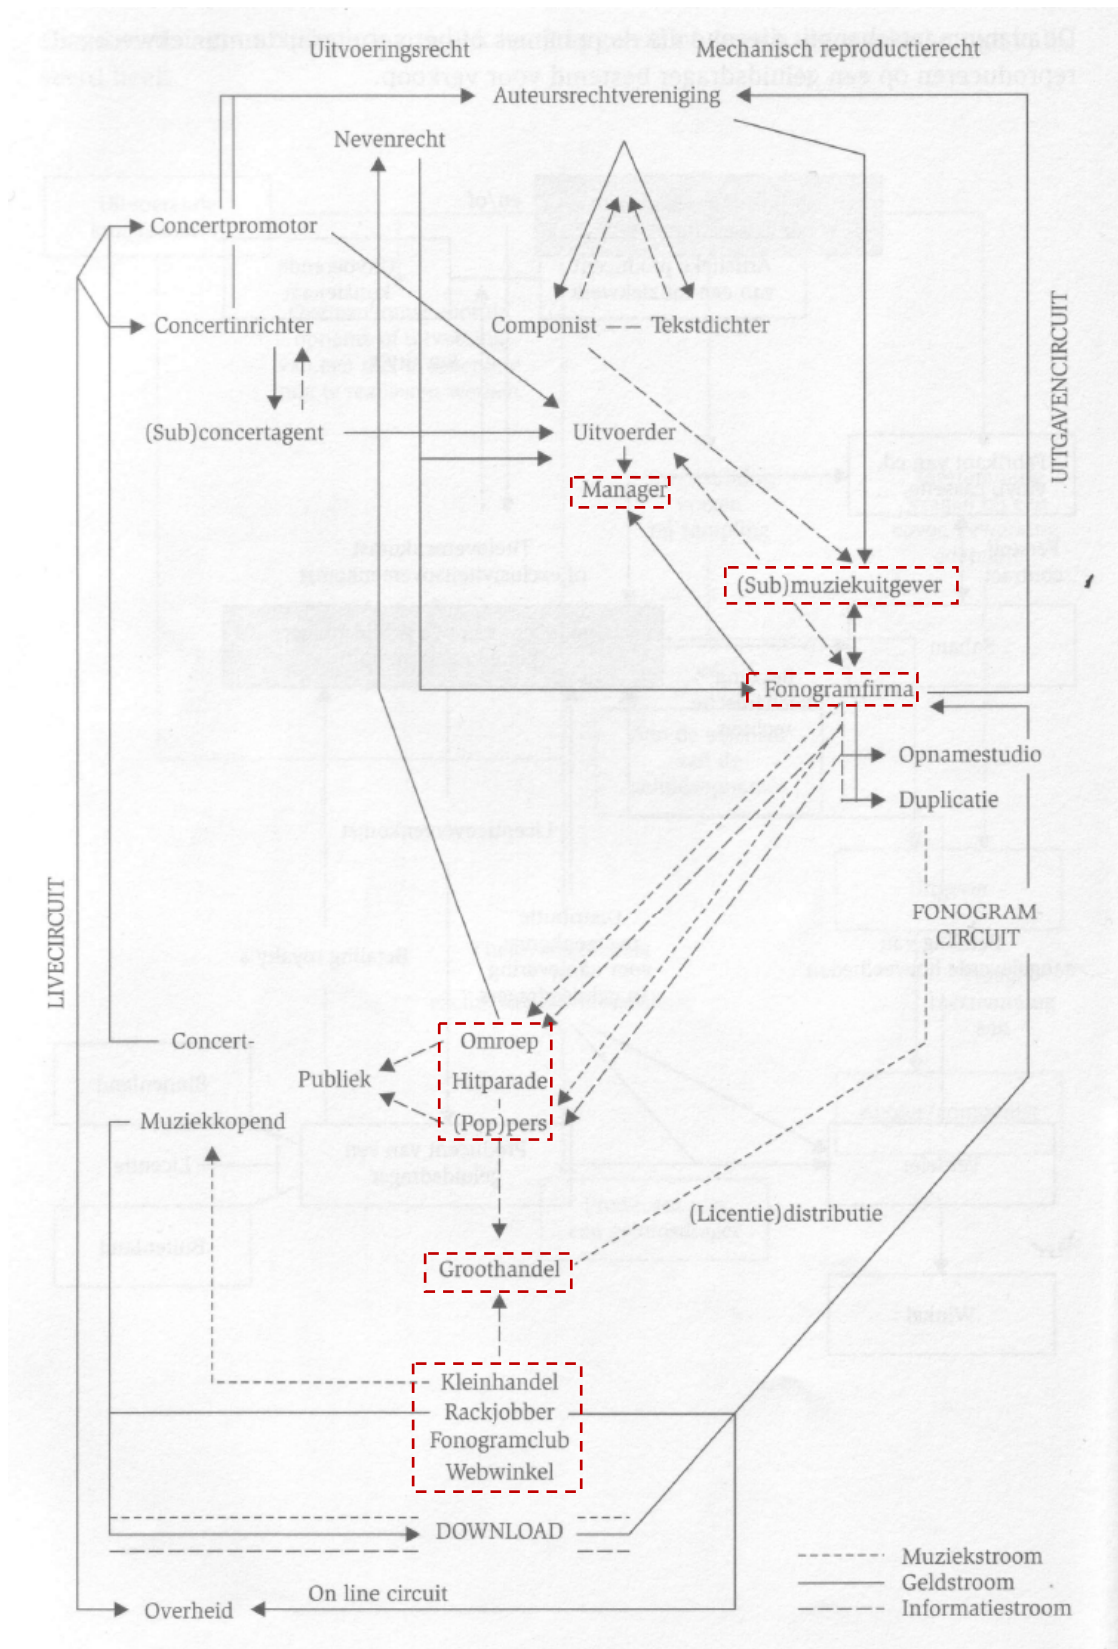 Uitvoeringsrecht
Mechanisch reproductierecht
Auteursrechtvereniging
Nevenrecht
Concertpromotor
Concertinrichter
Componist
Tekstdichter
UITGAVENCIRCUIT
(Sub)concertagent
Uitvoerder
Manager
(Sub)muziekuitgever
Fonogramfirma
Opnamestudio
Duplicatie
LIVECIRCUIT
FONOGRAM
CIRCUIT
Concert-
Omroep
Publiek
Hitparade
Muziekkopend
(Pop)pers
(Licentie)distributie
Groothandel
Kleinhandel
Rackjobber
Fonogramclub
Webwinkel
DOWNLOAD
Muziekstroom
Geldstroom
Informatiestroom
On line circuit
Overheid